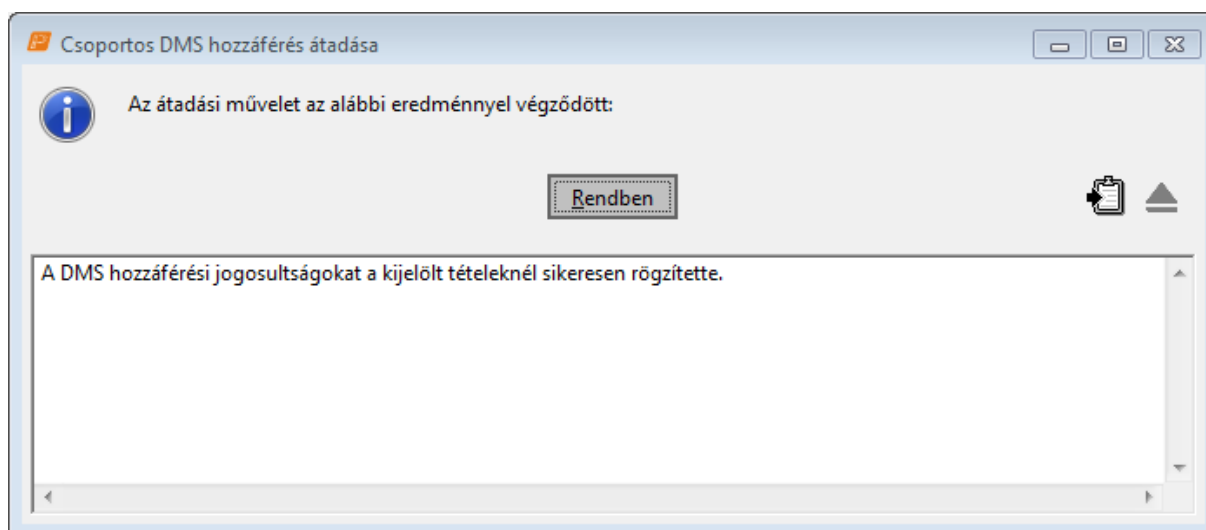 Csoportos DMS hozzáférés átadása
Az átadási művelet az alábbi eredménnyel végződött:
Rendben
A DMS hozzáférési jogosultságokat a kijelölt tételeknél sikeresen rögzítette.